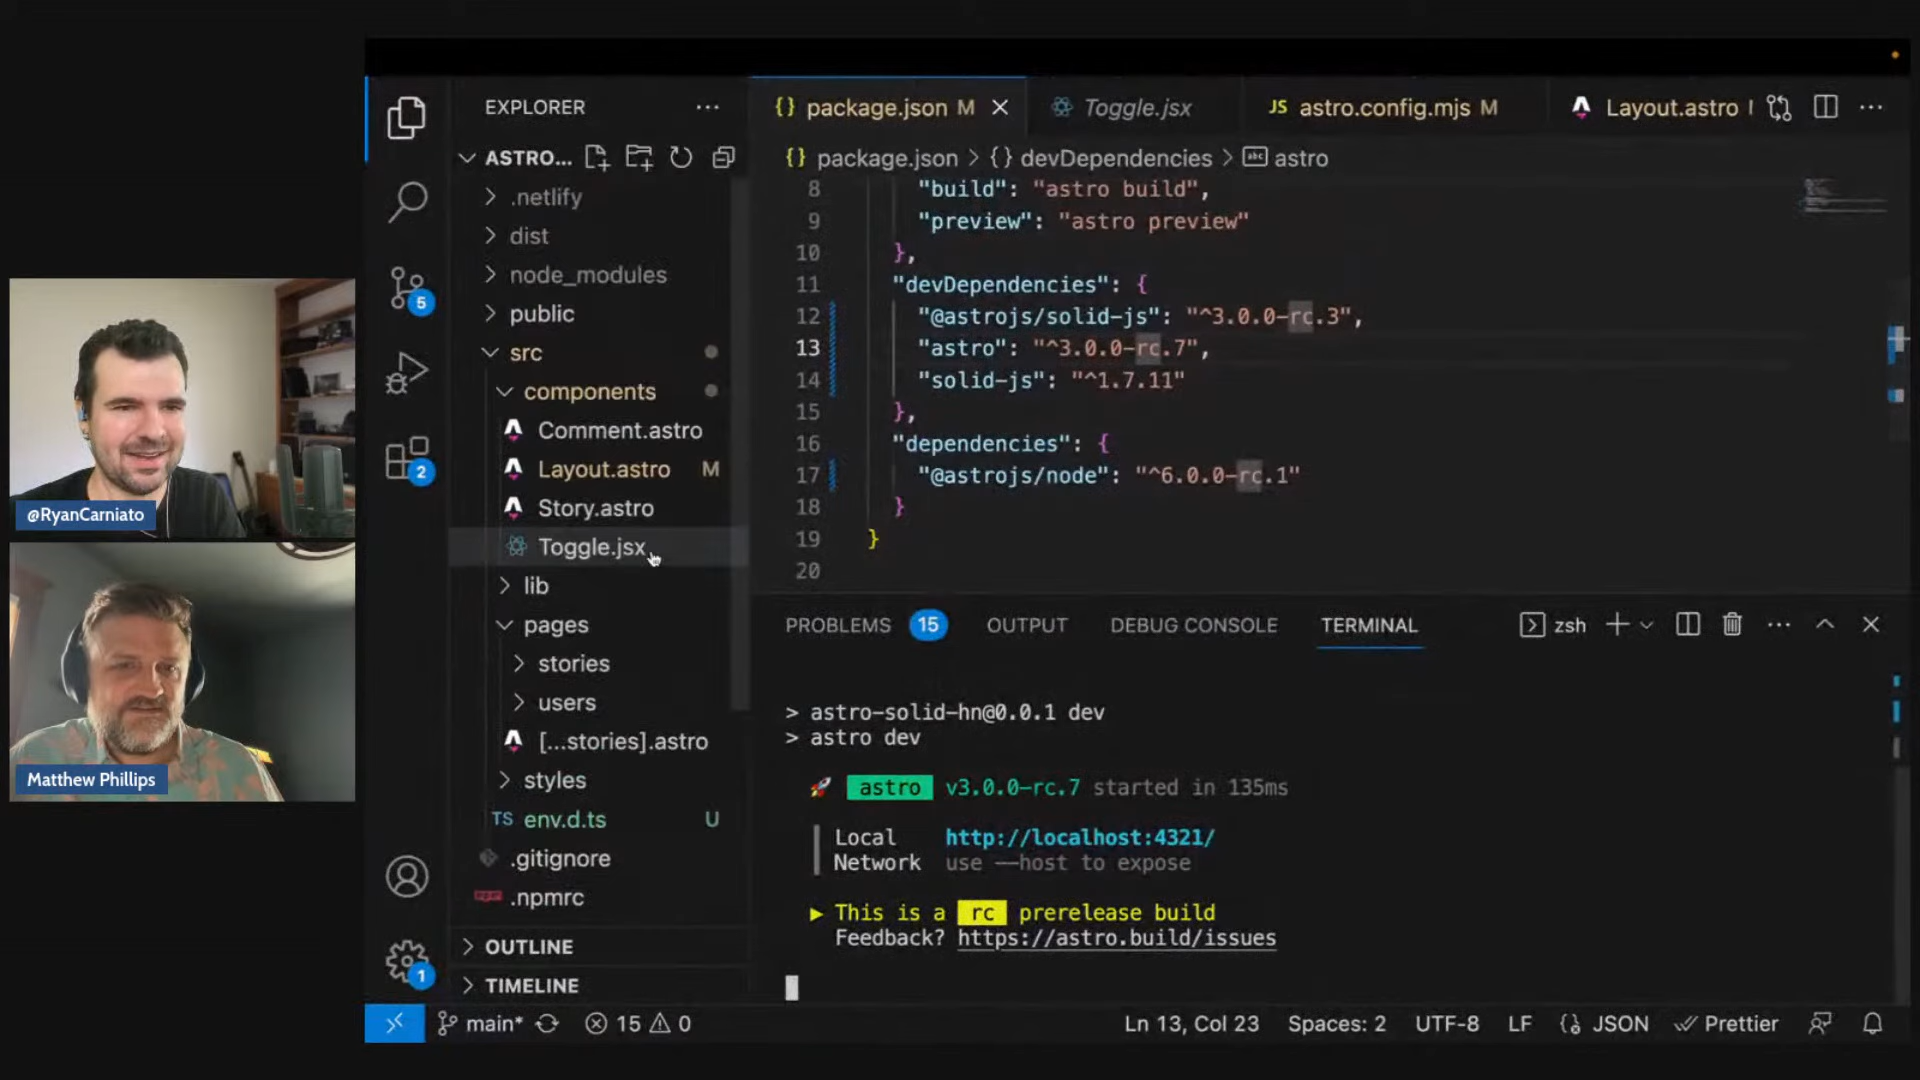 @RyanCarniato
Matthew Phillips
EXPLORER
ASTRO...
.netlify
dist
node_modules
public
src
components
Comment.astro
Layout.astro M
Story.astro
Toggle.jsx
lib
pages
stories
users
[...stories].astro
styles
TS env.d.ts U
.gitignore
npm .npmrc
OUTLINE
TIMELINE
5
2
1
{} package.json M
Toggle.jsx
JS astro.config.mjs M
Layout.astro
{} package.json > {} devDependencies > abc astro
8 "build": "astro build",
9 "preview": "astro preview"
10 },
11 "devDependencies": {
12 "@astrojs/solid-js": "^3.0.0-rc.3",
13 "astro": "^3.0.0-rc.7",
14 "solid-js": "^1.7.11"
15 },
16 "dependencies": {
17 "@astrojs/node": "^6.0.0-rc.1"
18 }
19 }
20
PROBLEMS 15 OUTPUT DEBUG CONSOLE TERMINAL zsh
> astro-solid-hn@0.0.1 dev
> astro dev
🚀 astro v3.0.0-rc.7 started in 135ms
Local http://localhost:4321/
Network use --host to expose
▶ This is a rc prerelease build
Feedback? https://astro.build/issues
main* 15 0
Ln 13, Col 23 Spaces: 2 UTF-8 LF {} JSON Prettier